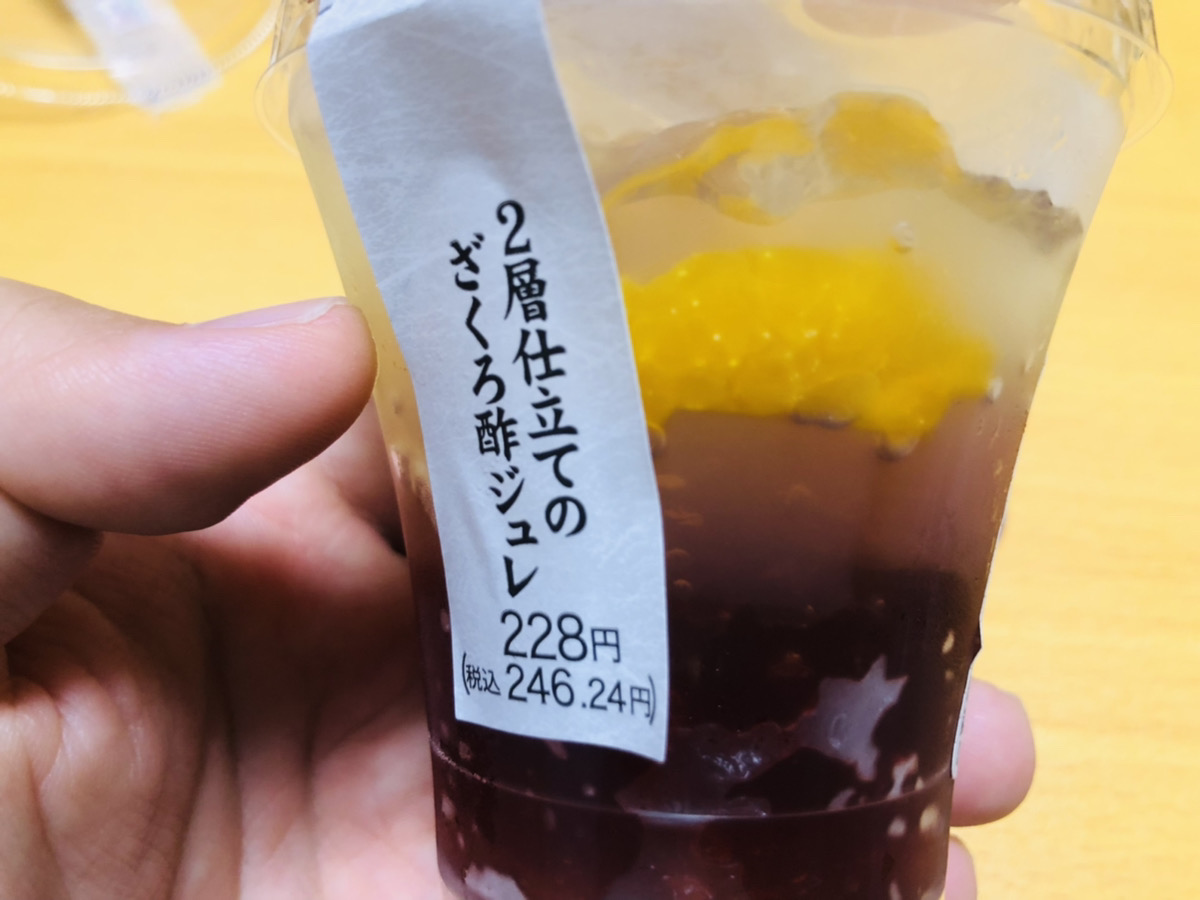 2層仕立ての
ざくろ酢ジュレ
228円
(税込 246.24円)